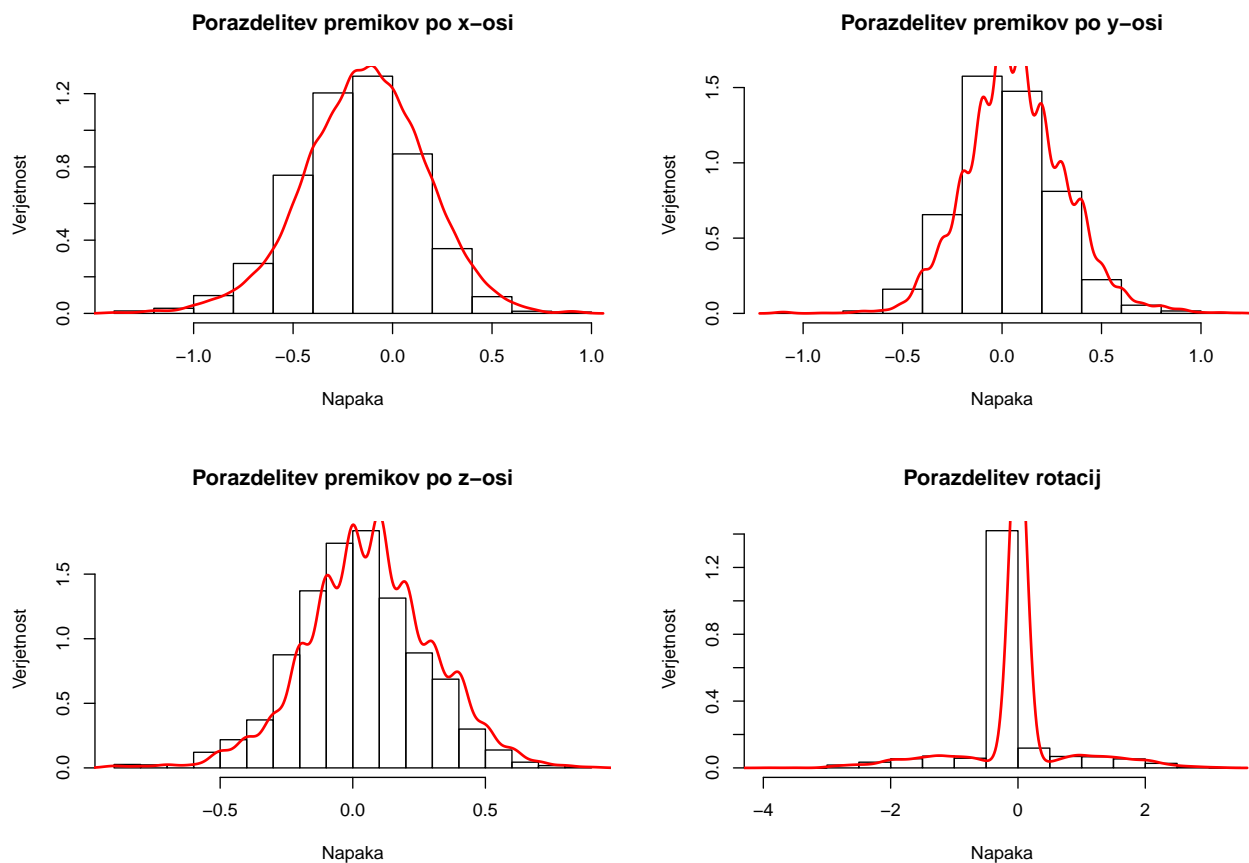 Porazdelitev premikov po x−osi
Verjetnost
0.0 0.4 0.8 1.2
−1.0 −0.5 0.0 0.5 1.0
Napaka
Porazdelitev premikov po y−osi
Verjetnost
0.0 0.5 1.0 1.5
−1.0 −0.5 0.0 0.5 1.0
Napaka
Porazdelitev premikov po z−osi
Verjetnost
0.0 0.5 1.0 1.5
−0.5 0.0 0.5
Napaka
Porazdelitev rotacij
Verjetnost
0.0 0.4 0.8 1.2
−4 −2 0 2
Napaka